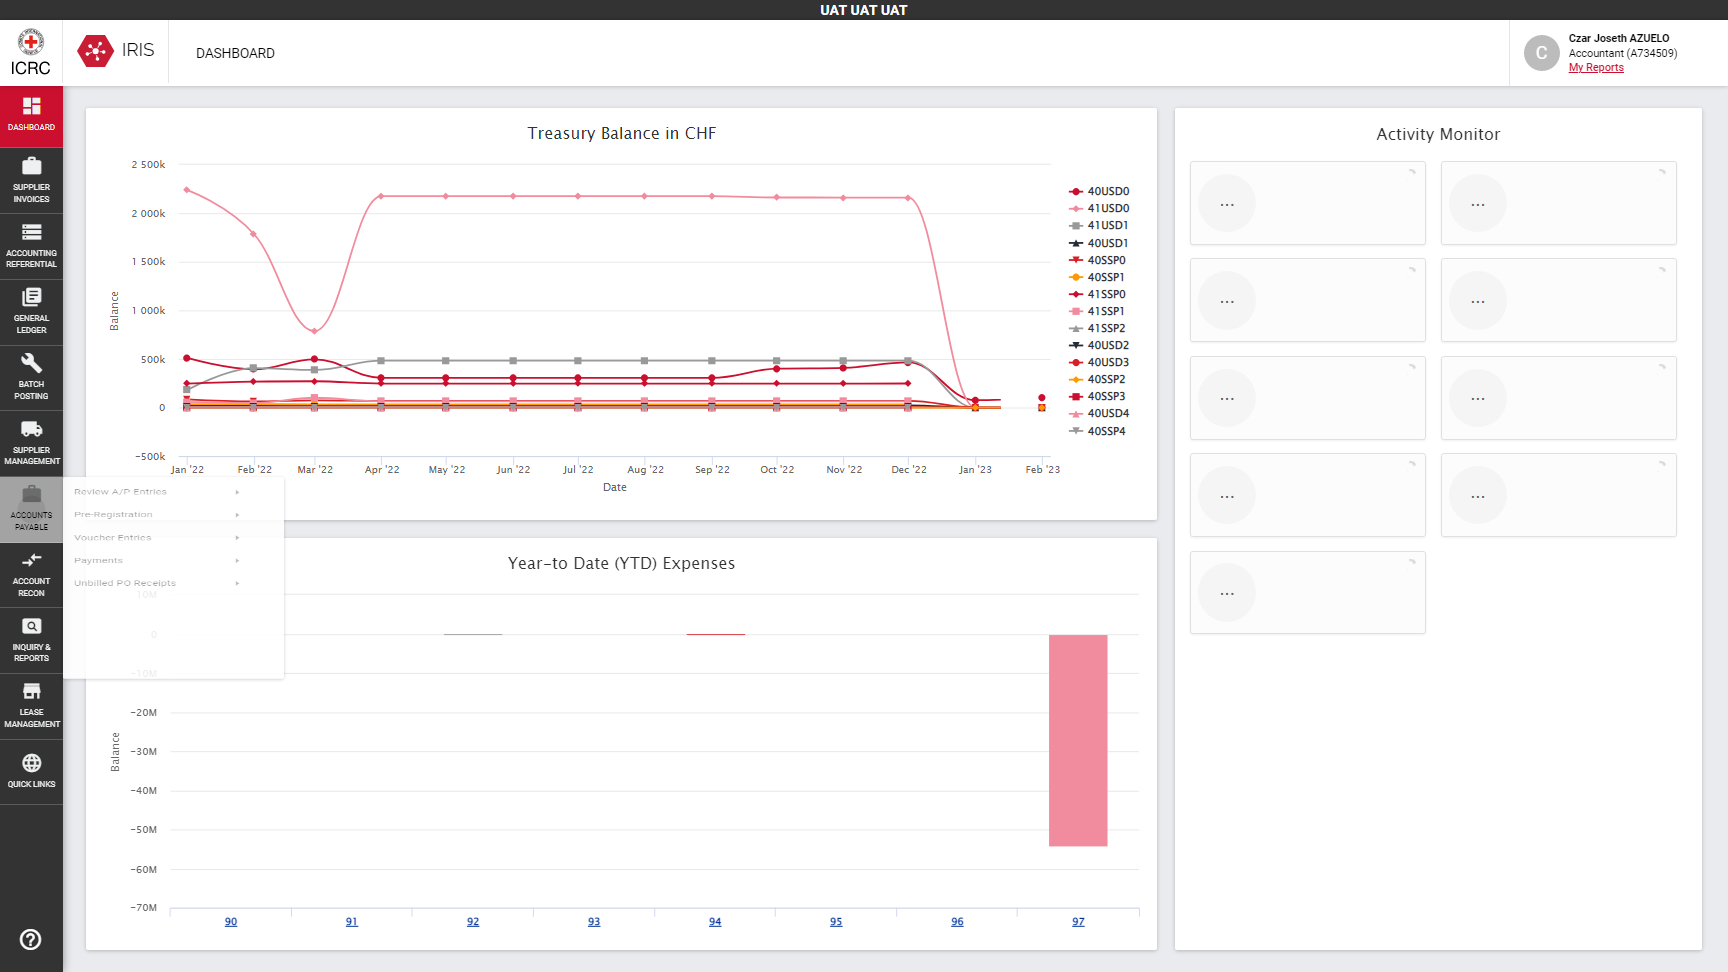 UAT UAT UAT
ICRC
IRIS
DASHBOARD
Czar Joseth AZUELO
Accountant (A734509)
My Reports
C
DASHBOARD
SUPPLIER
INVOICES
ACCOUNTING
REFERENTIAL
GENERAL
LEDGER
BATCH
POSTING
SUPPLIER
MANAGEMENT
ACCOUNTS
PAYABLE
ACCOUNT
RECON
INQUIRY &
REPORTS
LEASE
MANAGEMENT
QUICK LINKS
Review A/P Entries
Pre-Registration
Voucher Entries
Payments
Unbilled PO Receipts
Treasury Balance in CHF
Balance
2 500k
2 000k
1 500k
1 000k
500k
0
−500k
Jan '22 Feb '22 Mar '22 Apr '22 May '22 Jun '22 Jul '22 Aug '22 Sep '22 Oct '22 Nov '22 Dec '22 Jan '23 Feb '23
Date
40USD0
41USD0
41USD1
40USD1
40SSP0
40SSP1
41SSP0
41SSP1
41SSP2
40USD2
40USD3
40SSP2
40SSP3
40USD4
40SSP4
Year-to Date (YTD) Expenses
Balance
10M
0
−10M
−20M
−30M
−40M
−50M
−60M
−70M
90 91 92 93 94 95 96 97
Activity Monitor
... ...
... ...
... ...
... ...
...